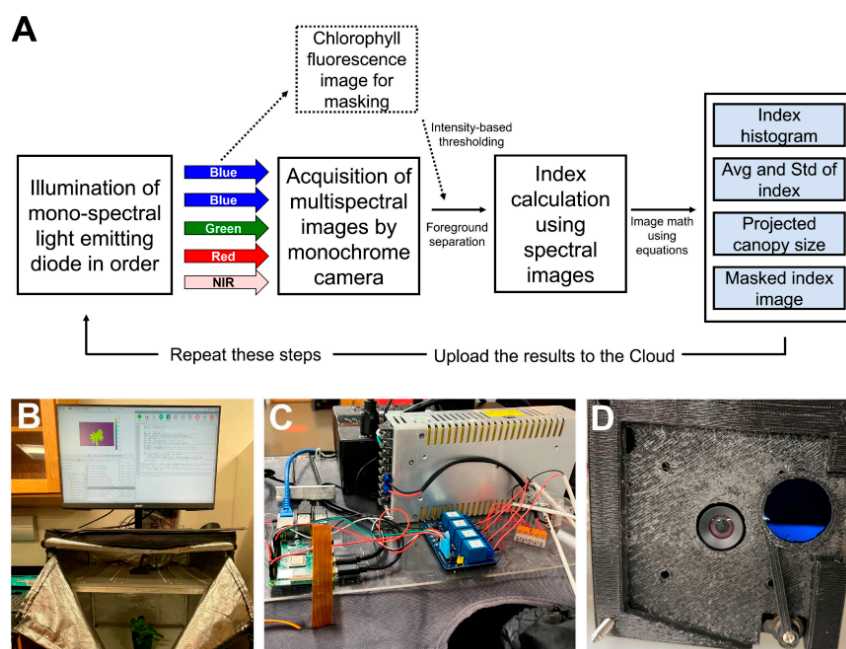 A
Chlorophyll
fluorescence
image for
masking
Intensity-based
thresholding
Illumination of
mono-spectral
light emitting
diode in order
Blue
Blue
Green
Red
NIR
Acquisition of
multispectral
images by
monochrome
camera
Foreground
separation
Index
calculation
using
spectral
images
Image math
using
equations
Index
histogram
Avg and Std of
index
Projected
canopy size
Masked index
image
Repeat these steps
Upload the results to the Cloud
B
C
D